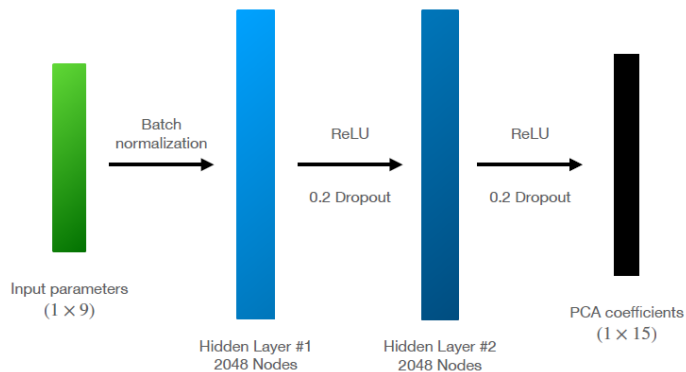 Batch
normalization
ReLU
0.2 Dropout
ReLU
0.2 Dropout
Input parameters
(1 × 9)
Hidden Layer #1
2048 Nodes
Hidden Layer #2
2048 Nodes
PCA coefficients
(1 × 15)